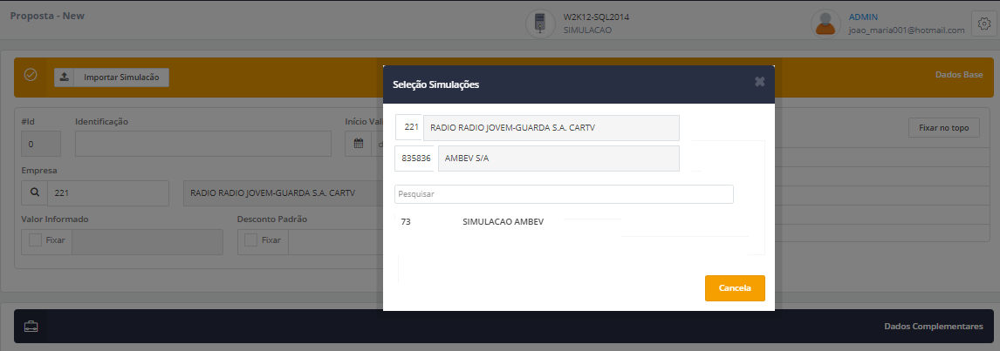 Proposta - New
W2K12-SQL2014
SIMULACAO
ADMIN
joao_maria001@hotmail.com
Importar Simulacão
Dados Base
Seleção Simulações
#Id
Identificação
Início Vali
0
Fixar no topo
221
RADIO RADIO JOVEM-GUARDA S.A. CARTV
835836
AMBEV S/A
Empresa
221
RADIO RADIO JOVEM-GUARDA S.A. CARTV
Pesquisar
Valor Informado
Desconto Padrão
73
SIMULACAO AMBEV
Fixar
Fixar
Cancela
Dados Complementares